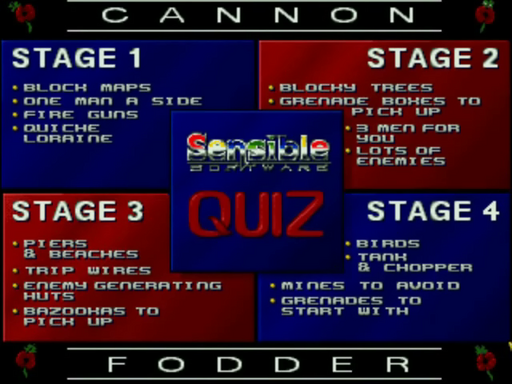 CANNON
STAGE 1
• BLOCK MAPS
• ONE MAN A SIDE
• FIRE GUNS
• QUICHE
LORRAINE
STAGE 2
• BLOCKY TREES
• GRENADE BOXES TO
PICK UP
• 3 MEN FOR
YOU
• LOTS OF
ENEMIES
Sensible
SOFTWARE
QUIZ
STAGE 3
• PIERS
& BEACHES
• TRIP WIRES
• ENEMY GENERATING
HUTS
• BAZOOKAS TO
PICK UP
STAGE 4
• BIRDS
• TANK
& CHOPPER
• MINES TO AVOID
• GRENADES TO
START WITH
FODDER